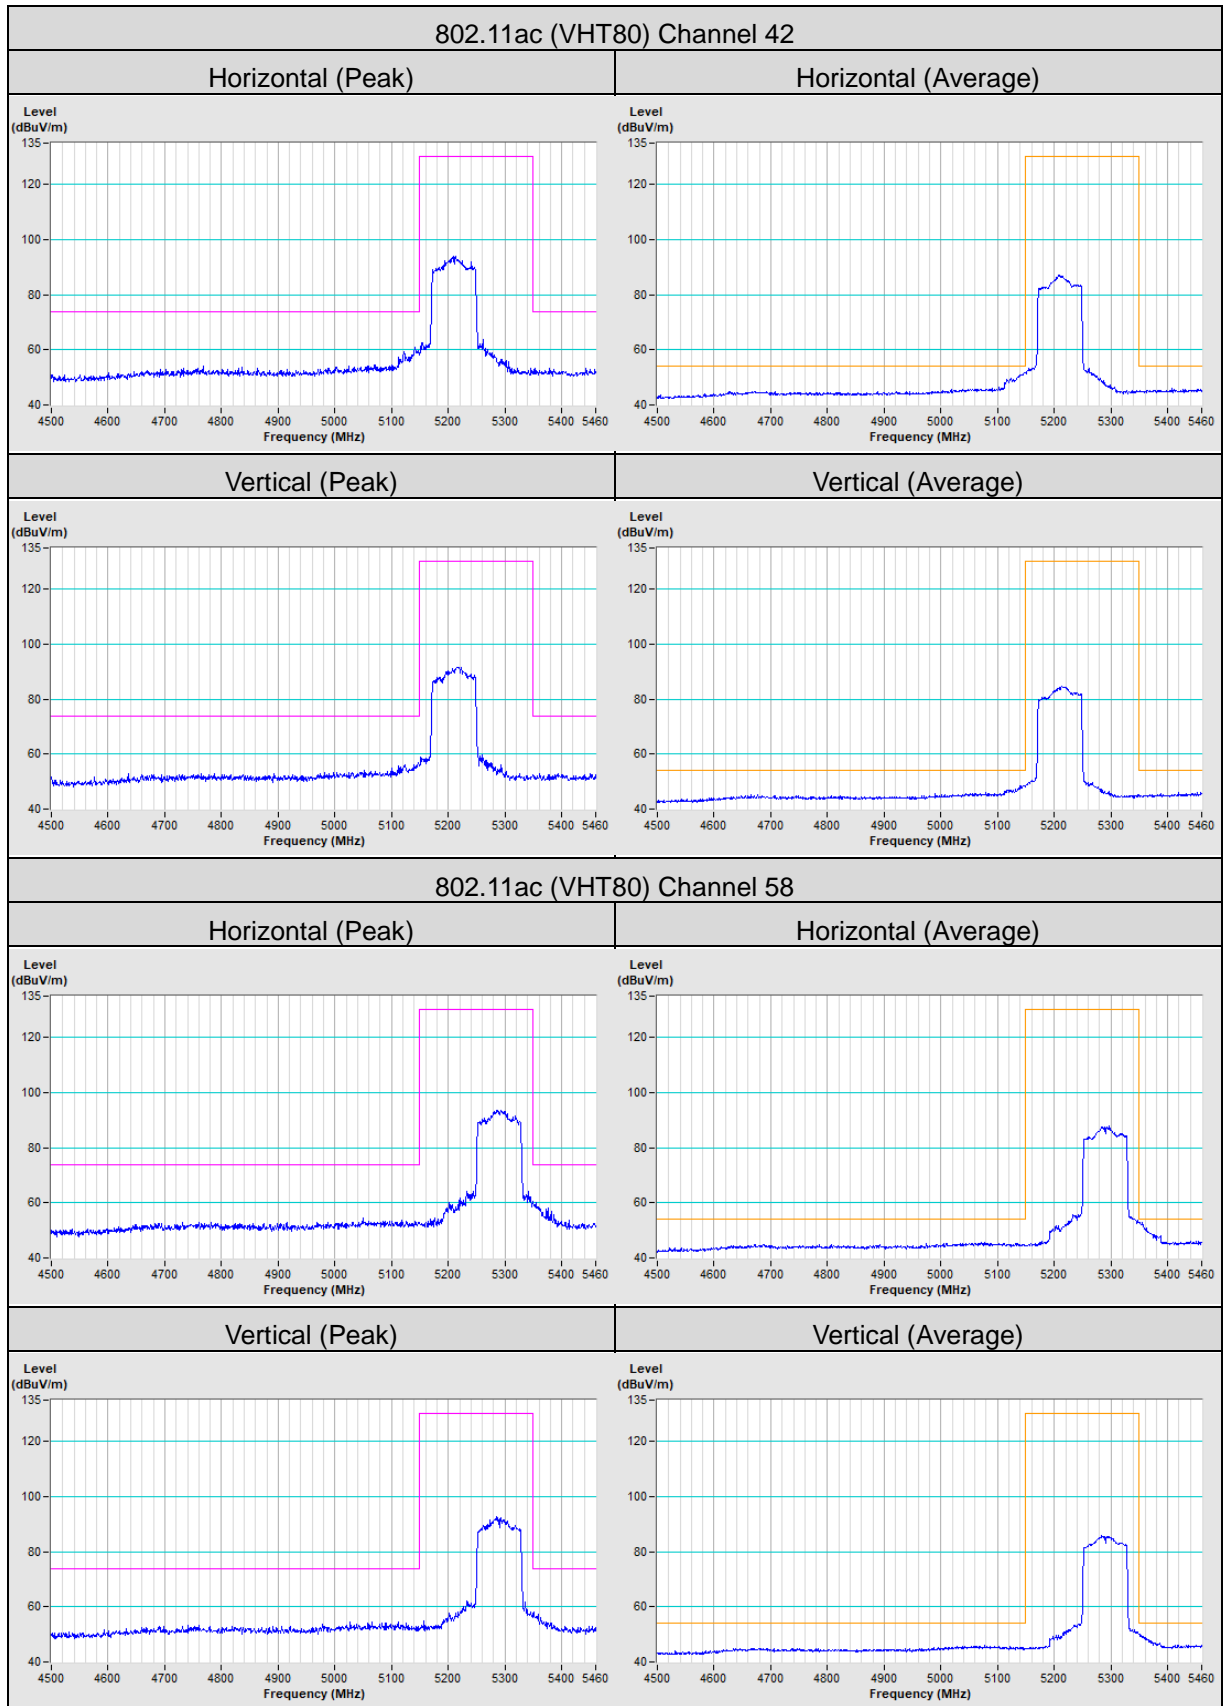 802.11ac (VHT80) Channel 42
Horizontal (Peak)
Horizontal (Average)
Level
(dBuV/m)
135
120
100
80
60
40
4500 4600 4700 4800 4900 5000 5100 5200 5300 5400 5460
Frequency (MHz)
Level
(dBuV/m)
135
120
100
80
60
40
4500 4600 4700 4800 4900 5000 5100 5200 5300 5400 5460
Frequency (MHz)
Vertical (Peak)
Vertical (Average)
Level
(dBuV/m)
135
120
100
80
60
40
4500 4600 4700 4800 4900 5000 5100 5200 5300 5400 5460
Frequency (MHz)
Level
(dBuV/m)
135
120
100
80
60
40
4500 4600 4700 4800 4900 5000 5100 5200 5300 5400 5460
Frequency (MHz)
802.11ac (VHT80) Channel 58
Horizontal (Peak)
Horizontal (Average)
Level
(dBuV/m)
135
120
100
80
60
40
4500 4600 4700 4800 4900 5000 5100 5200 5300 5400 5460
Frequency (MHz)
Level
(dBuV/m)
135
120
100
80
60
40
4500 4600 4700 4800 4900 5000 5100 5200 5300 5400 5460
Frequency (MHz)
Vertical (Peak)
Vertical (Average)
Level
(dBuV/m)
135
120
100
80
60
40
4500 4600 4700 4800 4900 5000 5100 5200 5300 5400 5460
Frequency (MHz)
Level
(dBuV/m)
135
120
100
80
60
40
4500 4600 4700 4800 4900 5000 5100 5200 5300 5400 5460
Frequency (MHz)